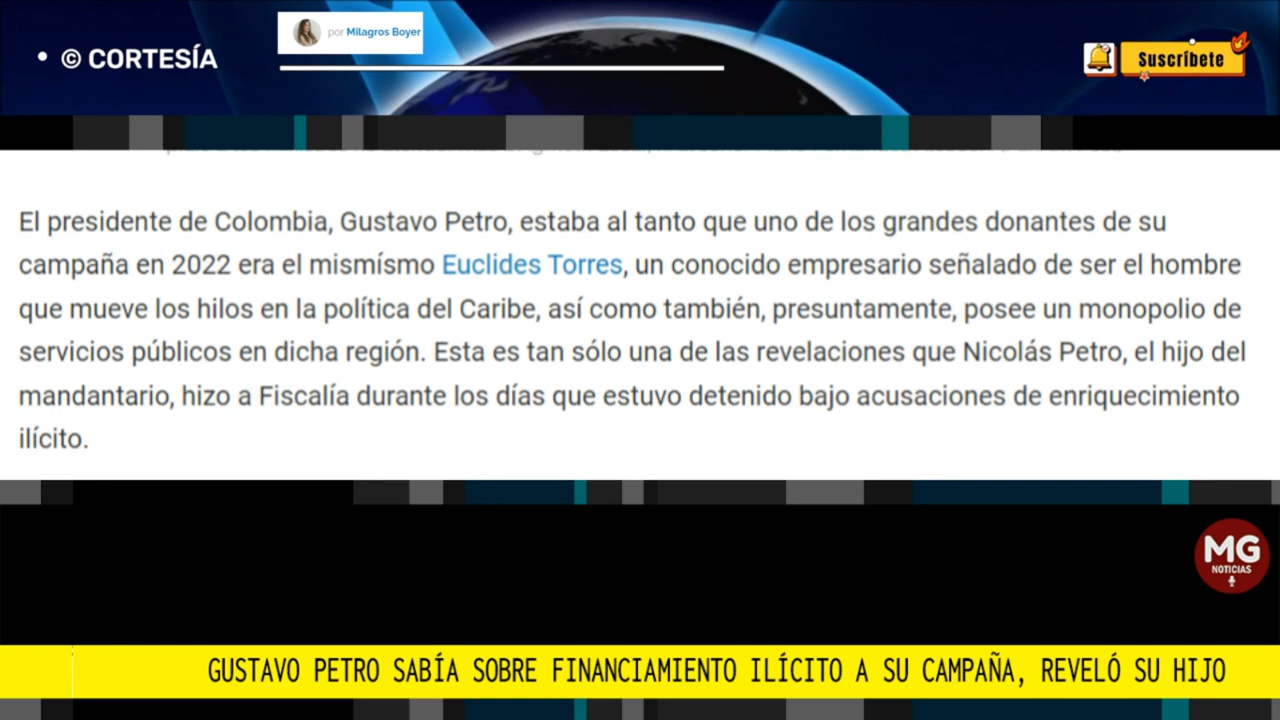 • © CORTESÍA
por Milagros Boyer
Suscríbete
El presidente de Colombia, Gustavo Petro, estaba al tanto que uno de los grandes donantes de su
campaña en 2022 era el mismísmo Euclides Torres, un conocido empresario señalado de ser el hombre
que mueve los hilos en la política del Caribe, así como también, presuntamente, posee un monopolio de
servicios públicos en dicha región. Esta es tan sólo una de las revelaciones que Nicolás Petro, el hijo del
mandantario, hizo a Fiscalía durante los días que estuvo detenido bajo acusaciones de enriquecimiento
ilícito.
MG
NOTICIAS
GUSTAVO PETRO SABÍA SOBRE FINANCIAMIENTO ILÍCITO A SU CAMPAÑA, REVELÓ SU HIJO